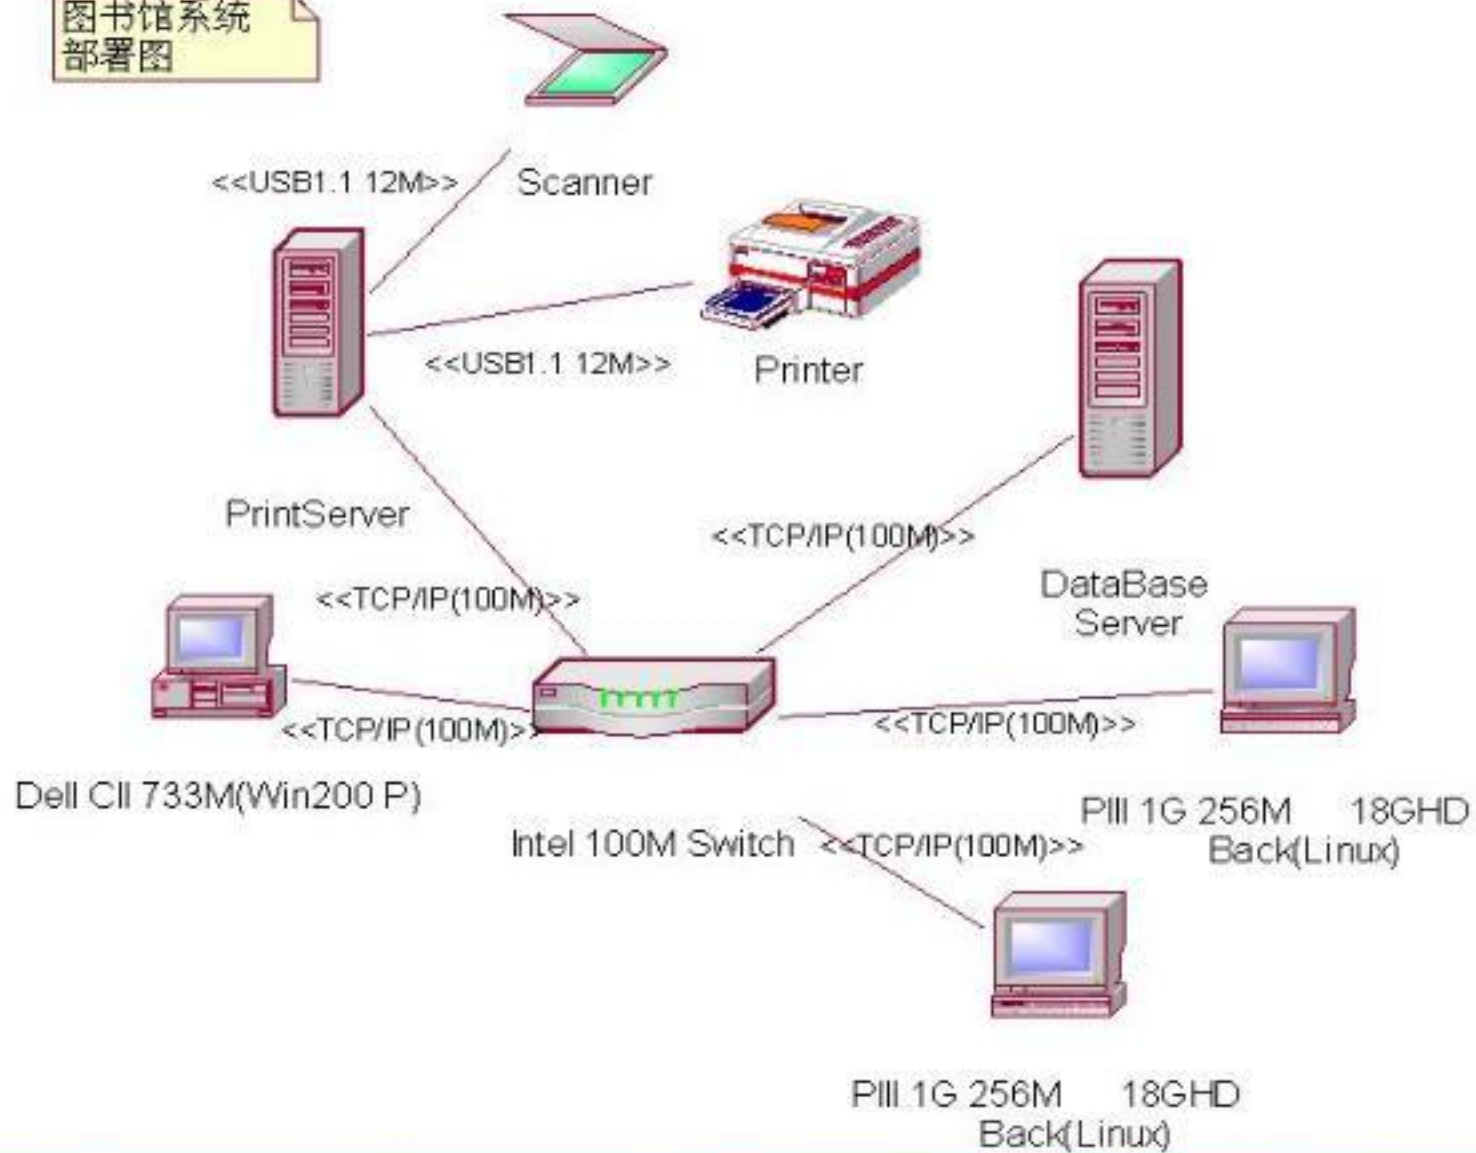 图书馆系统
部署图
<<USB1.1 12M>>
Scanner
<<USB1.1 12M>>
Printer
PrintServer
<<TCP/IP(100M)>>
DataBase
Server
<<TCP/IP(100M)>>
<<TCP/IP(100M)>>
<<TCP/IP(100M)>>
Dell CII 733M(Win200 P)
Intel 100M Switch
<<TCP/IP(100M)>>
PIII 1G 256M 18GHD
Back(Linux)
PIII 1G 256M 18GHD
Back(Linux)